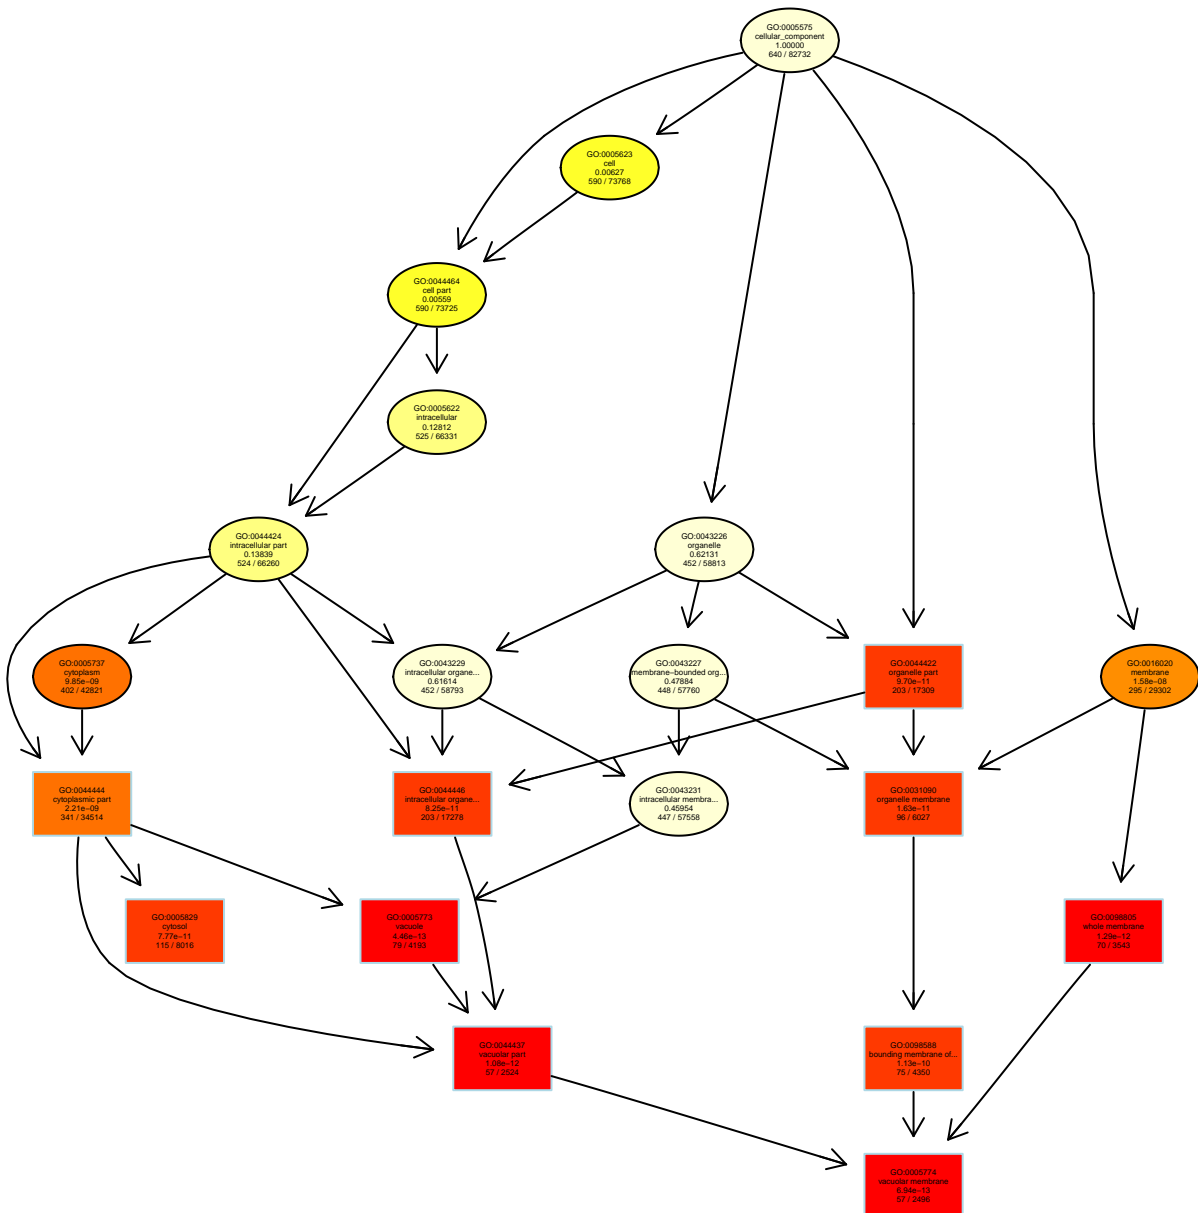 GO:0005575
cellular_component
1.00000
640 / 82732
GO:0005623
cell
0.00627
590 / 73768
GO:0044464
cell part
0.00559
590 / 73725
GO:0005622
intracellular
0.12812
525 / 66331
GO:0044424
intracellular part
0.13839
524 / 66260
GO:0043226
organelle
0.62131
452 / 58813
GO:0005737
cytoplasm
9.85e−09
402 / 42821
GO:0043229
intracellular organe...
0.61614
452 / 58793
GO:0043227
membrane−bounded org...
0.47884
448 / 57760
GO:0044422
organelle part
9.70e−11
203 / 17309
GO:0016020
membrane
1.58e−08
295 / 29302
GO:0044444
cytoplasmic part
2.21e−09
341 / 34514
GO:0044446
intracellular organe...
8.25e−11
203 / 17278
GO:0043231
intracellular membra...
0.45954
447 / 57558
GO:0031090
organelle membrane
1.63e−11
96 / 6027
GO:0005829
cytosol
7.77e−11
115 / 8016
GO:0005773
vacuole
4.46e−13
79 / 4193
GO:0098805
whole membrane
1.29e−12
70 / 3543
GO:0044437
vacuolar part
1.06e−12
57 / 2524
GO:0098588
bounding membrane of...
1.13e−10
75 / 4350
GO:0005774
vacuolar membrane
6.94e−13
57 / 2496